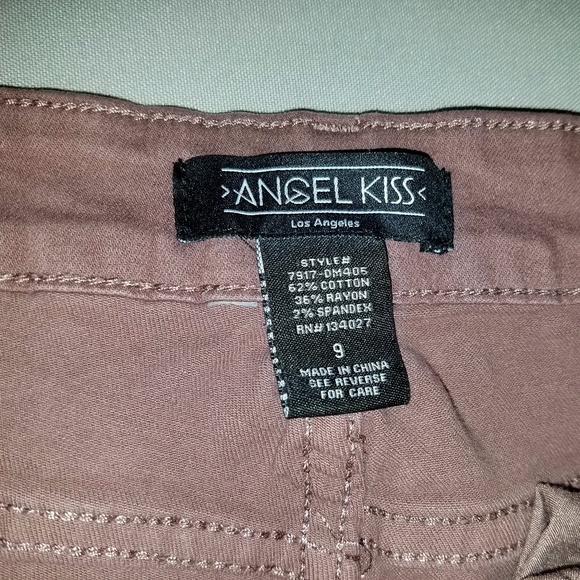 >ANGEL KISS<
Los Angeles
STYLE#
7917-DM405
62% COTTON
36% RAYON
2% SPANDEX
RN# 134027
9
MADE IN CHINA
SEE REVERSE
FOR CARE